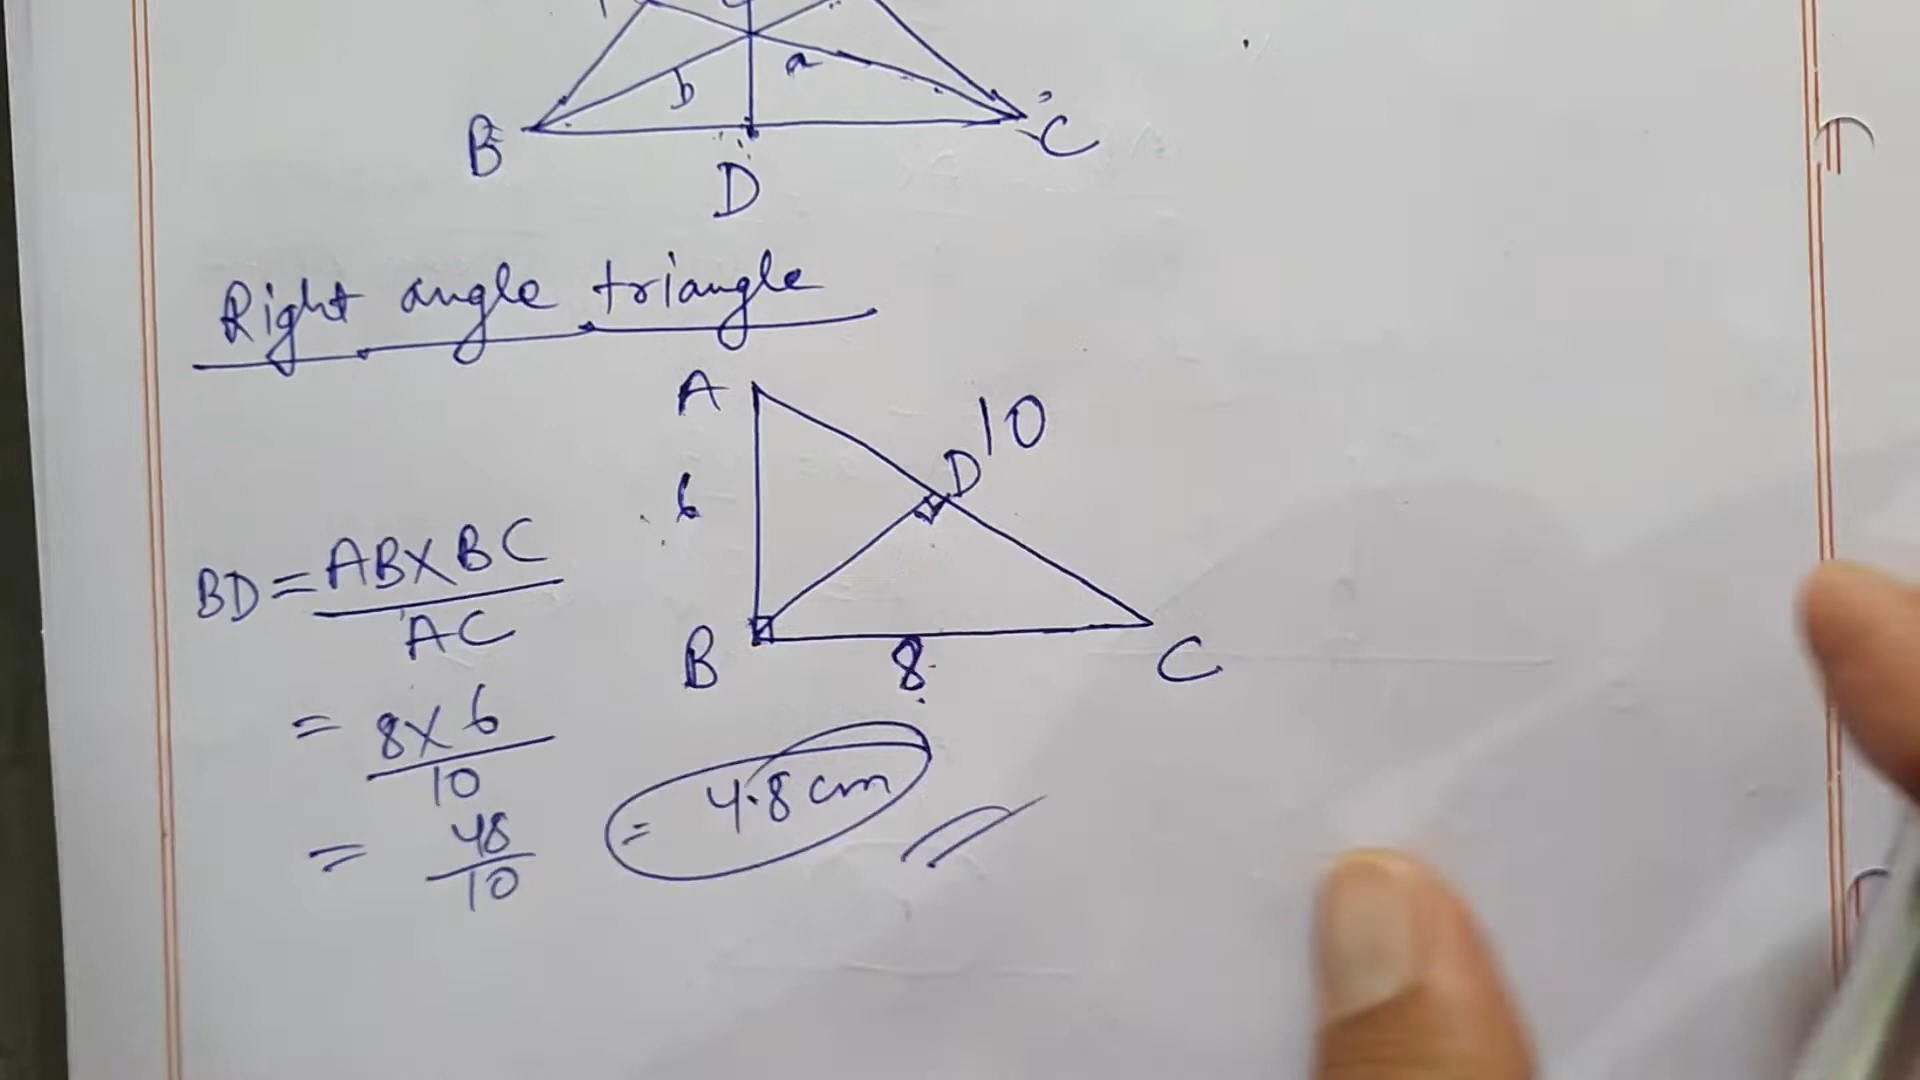 b a
B C
D
Right angle triangle
A
10
D
6
BD = AB X BC / AC
B 8 C
= 8 X 6 / 10
= 48 / 10 = 4.8 cm